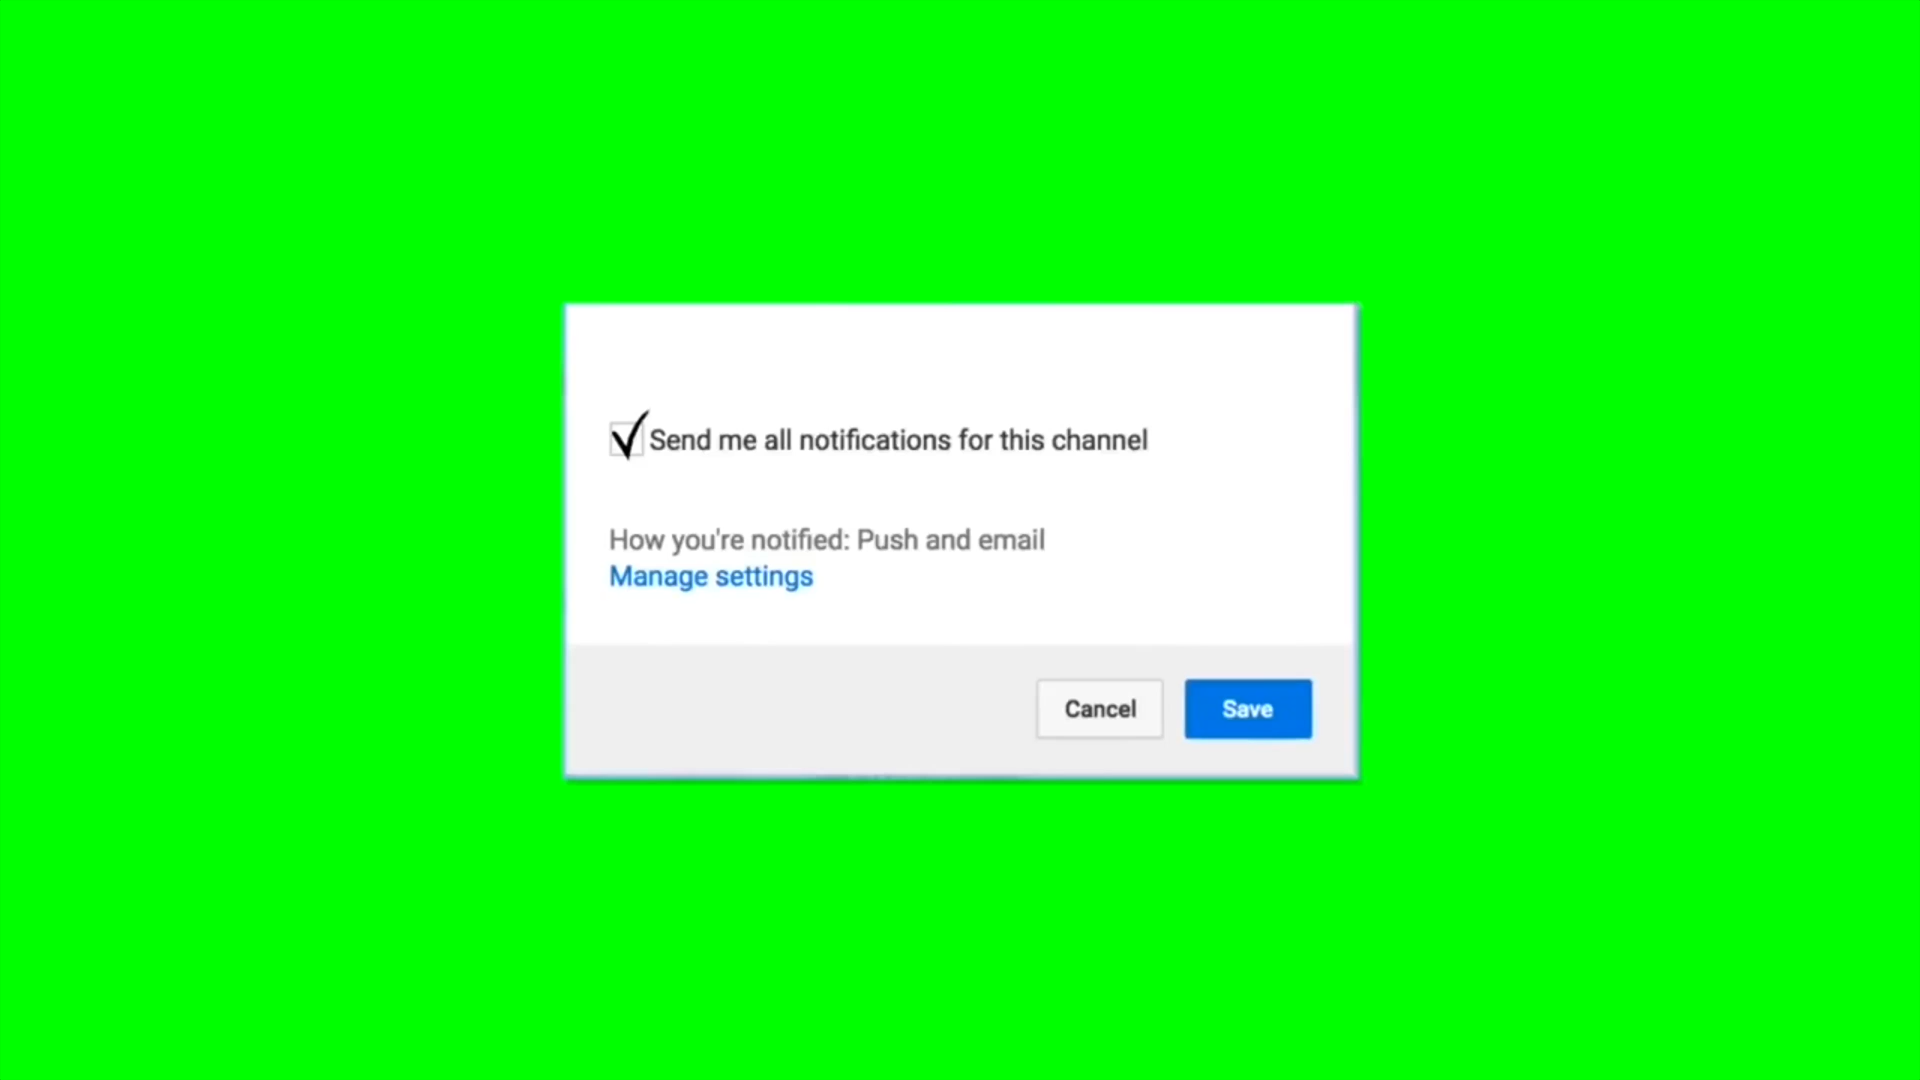 Send me all notifications for this channel
How you're notified: Push and email
Manage settings
Cancel
Save